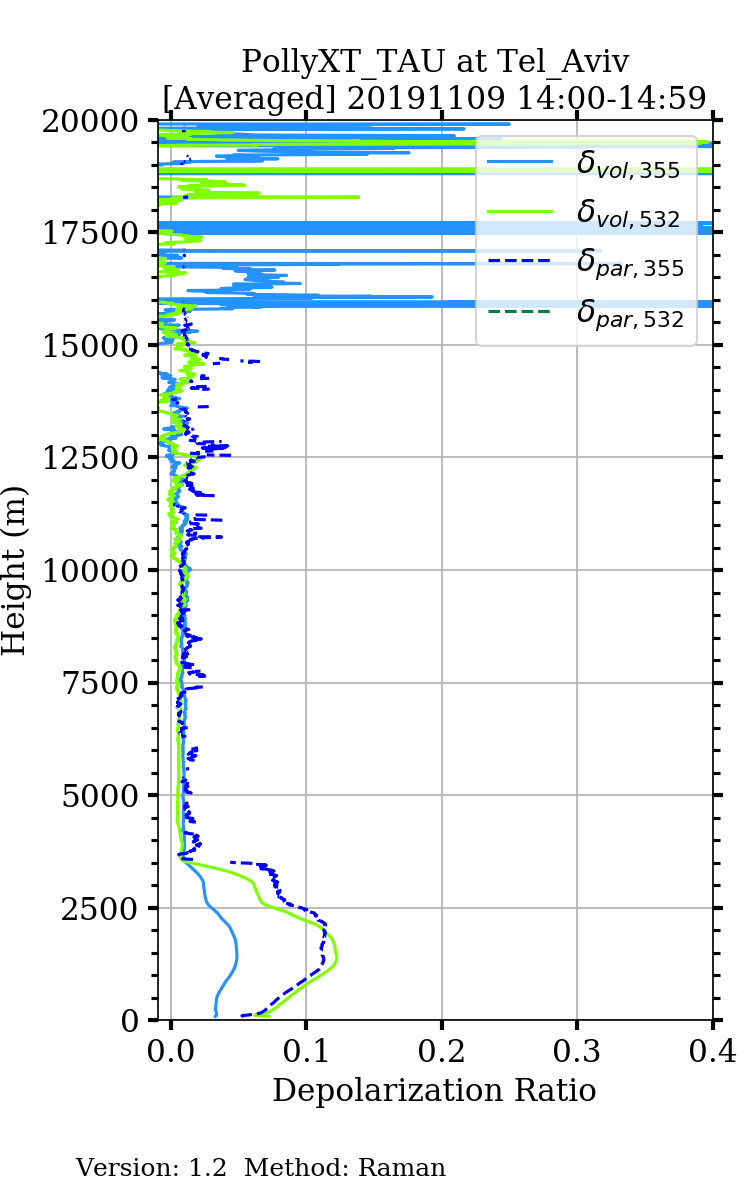 PollyXT_TAU at Tel_Aviv
[Averaged] 20191109 14:00-14:59
20000
17500
15000
12500
10000
7500
5000
2500
0
Height (m)
δvol, 355
δvol, 532
δpar, 355
δpar, 532
0.0 0.1 0.2 0.3 0.4
Depolarization Ratio
Version: 1.2 Method: Raman